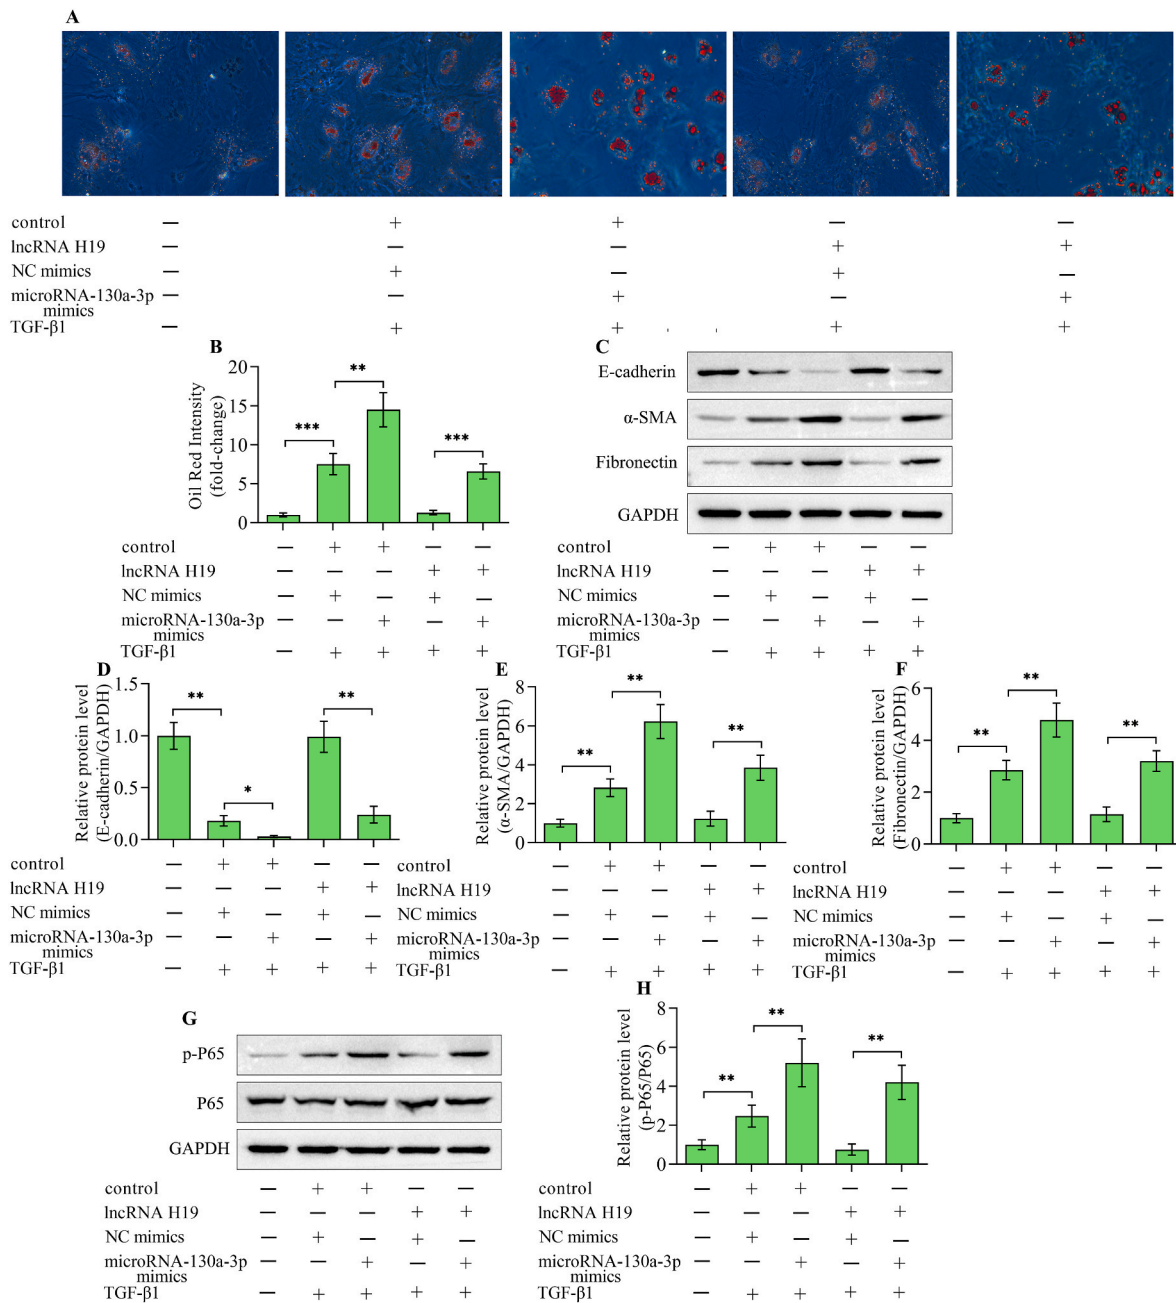 A
control — + + — —
lncRNA H19 — — — + +
NC mimics — + — + —
microRNA-130a-3p — — + — +
mimics
TGF-β1 — + + + +
B
Oil Red Intensity
(fold-change)
20
15
10
5
0
***
**
***
control — + + — —
lncRNA H19 — — — + +
NC mimics — + — + —
microRNA-130a-3p — — + — +
mimics
TGF-β1 — + + + +
C
E-cadherin
α-SMA
Fibronectin
GAPDH
control — + + — —
lncRNA H19 — — — + +
NC mimics — + — + —
microRNA-130a-3p — — + — +
mimics
TGF-β1 — + + + +
D
Relative protein level
(E-cadherin/GAPDH)
1.5
1.0
0.5
0.0
**
*
**
control — + + — —
lncRNA H19 — — — + +
NC mimics — + — + —
microRNA-130a-3p — — + — +
mimics
TGF-β1 — + + + +
E
Relative protein level
(α-SMA/GAPDH)
8
6
4
2
0
**
**
**
control — + + — —
lncRNA H19 — — — + +
NC mimics — + — + —
microRNA-130a-3p — — + — +
mimics
TGF-β1 — + + + +
F
Relative protein level
(Fibronectin/GAPDH)
6
4
2
0
**
**
**
control — + + — —
lncRNA H19 — — — + +
NC mimics — + — + —
microRNA-130a-3p — — + — +
mimics
TGF-β1 — + + + +
G
p-P65
P65
GAPDH
control — + + — —
lncRNA H19 — — — + +
NC mimics — + — + —
microRNA-130a-3p — — + — +
mimics
TGF-β1 — + + + +
H
Relative protein level
(p-P65/P65)
8
6
4
2
0
**
**
**
control — + + — —
lncRNA H19 — — — + +
NC mimics — + — + —
microRNA-130a-3p — — + — +
mimics
TGF-β1 — + + + +